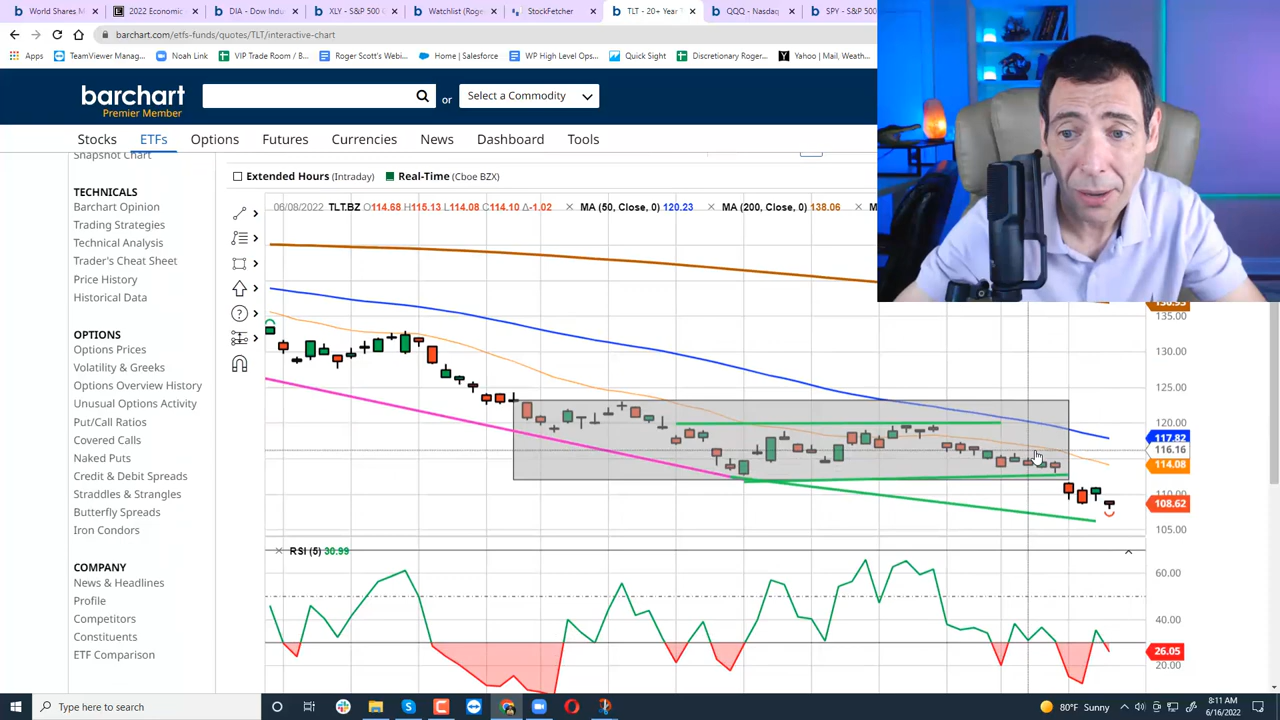 World Stocks M
2022 Economic
DIA - Dow Indu
XLY - S&P 500 C
Watchlist (Roge
StockFetcher
TLT - 20+ Year T
QQQ - Nasdaq
SPY - S&P 500
barchart.com/etfs-funds/quotes/TLT/interactive-chart
Apps TeamViewer Manag... Noah Link VIP Trade Room / B... Roger Scott's Webi... Home | Salesforce WP High Level Ops... Quick Sight Discretionary Roger... Yahoo | Mail, Weath...
barchart
Premier Member
or Select a Commodity
Stocks ETFs Options Futures Currencies News Dashboard Tools
Snapshot Chart
TECHNICALS
Barchart Opinion
Trading Strategies
Technical Analysis
Trader's Cheat Sheet
Price History
Historical Data
OPTIONS
Options Prices
Volatility & Greeks
Options Overview History
Unusual Options Activity
Put/Call Ratios
Covered Calls
Naked Puts
Credit & Debit Spreads
Straddles & Strangles
Butterfly Spreads
Iron Condors
COMPANY
News & Headlines
Profile
Competitors
Constituents
ETF Comparison
Extended Hours (Intraday) Real-Time (Cboe BZX)
06/08/2022 TLT.BZ O114.68 H115.13 L114.08 C114.10 Δ-1.02 MA (50, Close, 0) 120.23 MA (200, Close, 0) 138.06
135.00
130.00
125.00
120.00
117.82
116.16
114.08
110.00
108.62
105.00
RSI (5) 30.99
60.00
40.00
26.05
20.00
Type here to search
80°F Sunny
8:11 AM
6/16/2022